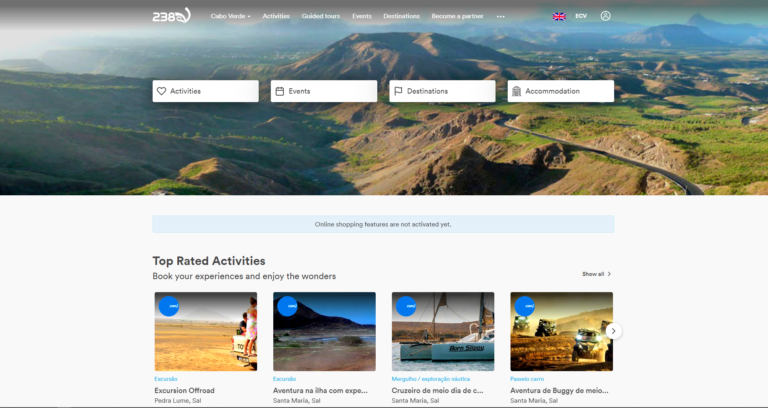 238
Cabo Verde
Activities
Guided tours
Events
Destinations
Become a partner
ECV
Activities
Events
Destinations
Accommodation
Online shopping features are not activated yet.
Top Rated Activities
Book your experiences and enjoy the wonders
Show all
Excursão
Excursion Offroad
Pedra Lume, Sal
Excursão
Aventura na ilha com expe...
Santa Maria, Sal
Born Slippy
Mergulho / exploração náutica
Cruzeiro de meio dia de c...
Santa Maria, Sal
Passeio carro
Aventura de Buggy de meio...
Santa Maria, Sal